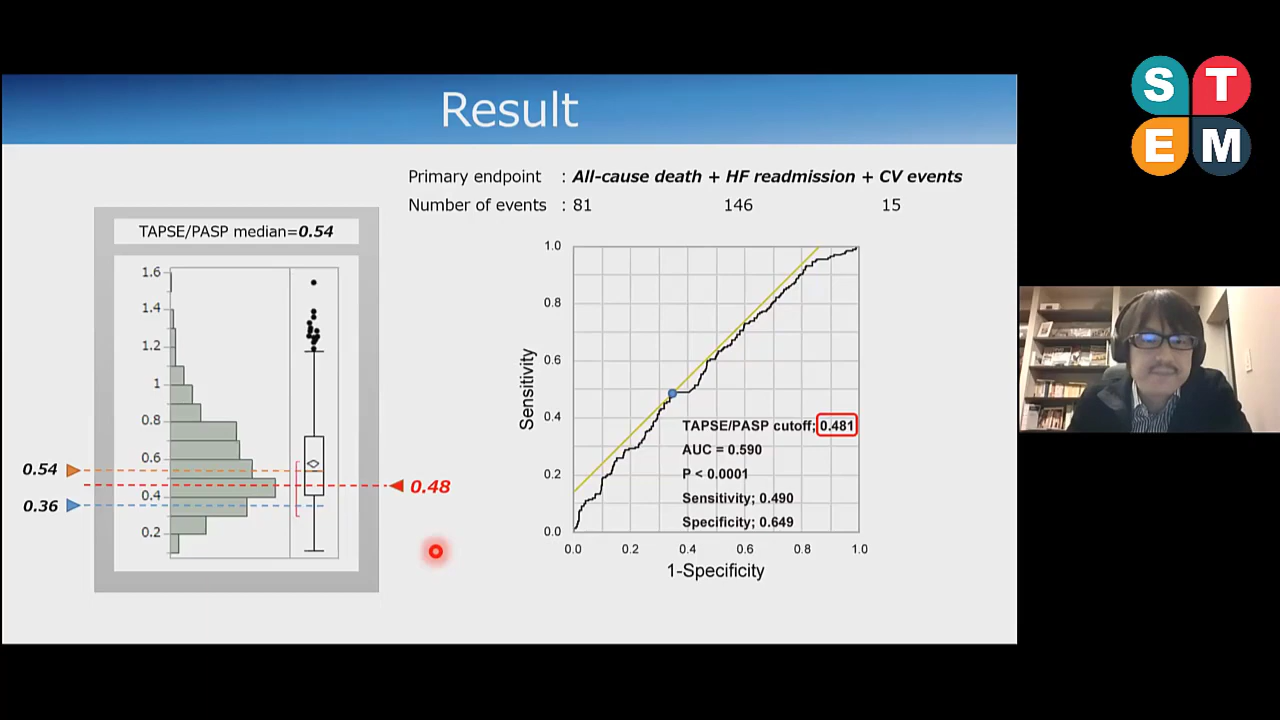 Result
Primary endpoint : All-cause death + HF readmission + CV events
Number of events : 81 146 15
TAPSE/PASP median=0.54
1.6
1.4
1.2
1
0.8
0.6
0.4
0.2
0.54
0.36
0.48
1.0
0.8
0.6
0.4
0.2
0.0
Sensitivity
TAPSE/PASP cutoff; 0.481
AUC = 0.590
P < 0.0001
Sensitivity; 0.490
Specificity; 0.649
0.0 0.2 0.4 0.6 0.8 1.0
1-Specificity
S T
E M